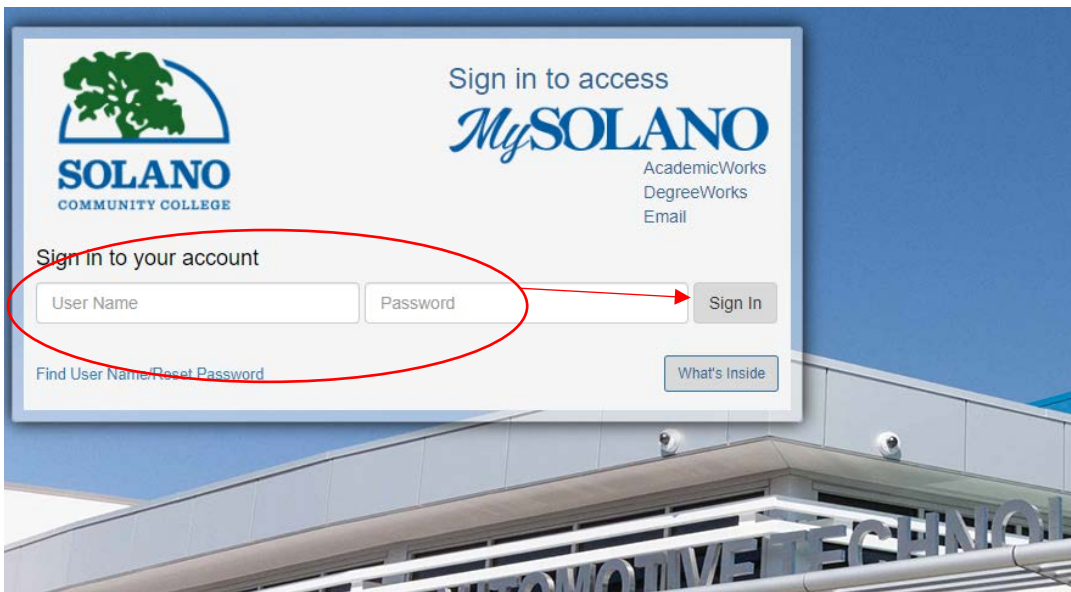 SOLANO
COMMUNITY COLLEGE
Sign in to access
MySOLANO
AcademicWorks
DegreeWorks
Email
Sign in to your account
User Name
Password
Sign In
Find User Name/Reset Password
What's Inside
AUTOMOTIVE TECHNOL